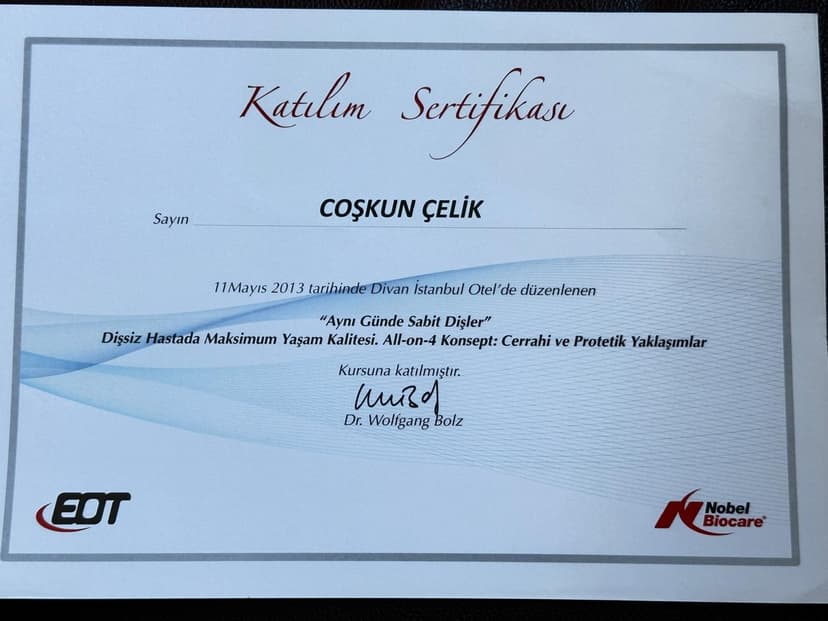 Katılım Sertifikası
Sayın COŞKUN ÇELİK
11Mayıs 2013 tarihinde Divan İstanbul Otel'de düzenlenen
"Aynı Günde Sabit Dişler"
Dişsiz Hastada Maksimum Yaşam Kalitesi. All-on-4 Konsept: Cerrahi ve Protetik Yaklaşımlar
Kursuna katılmıştır.
Dr. Wolfgang Bolz
EOT
Nobel
Biocare®